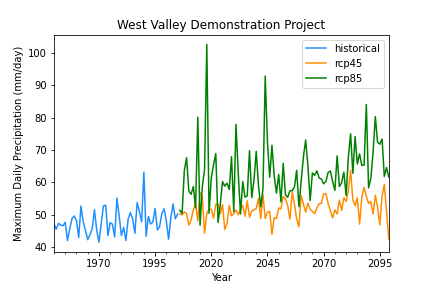 West Valley Demonstration Project
Maximum Daily Precipitation (mm/day)
100
90
80
70
60
50
40
historical
rcp45
rcp85
1970 1995 2020 2045 2070 2095
Year